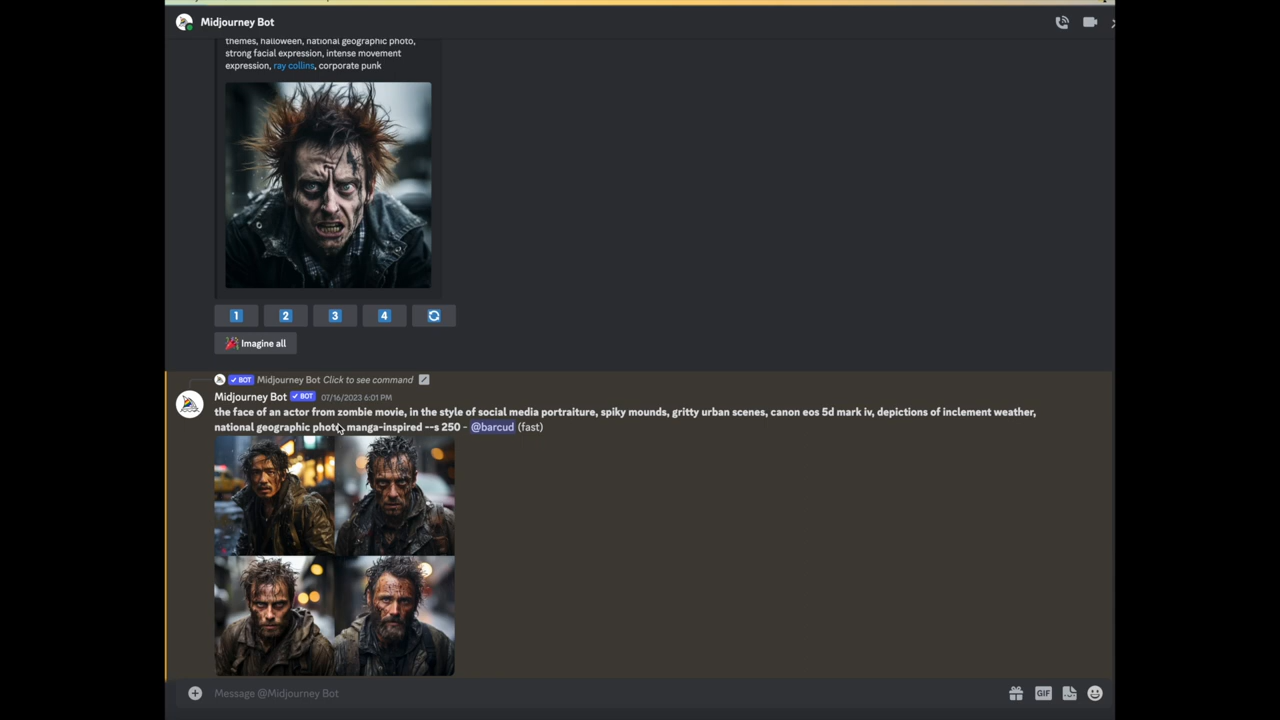 Midjourney Bot
themes, halloween, national geographic photo,
strong facial expression, intense movement
expression, ray collins, corporate punk
1 2 3 4
Imagine all
BOT Midjourney Bot Click to see command
Midjourney Bot BOT 07/16/2023 6:01 PM
the face of an actor from zombie movie, in the style of social media portraiture, spiky mounds, gritty urban scenes, canon eos 5d mark iv, depictions of inclement weather,
national geographic photo, manga-inspired --s 250 - @barcud (fast)
Message @Midjourney Bot
GIF